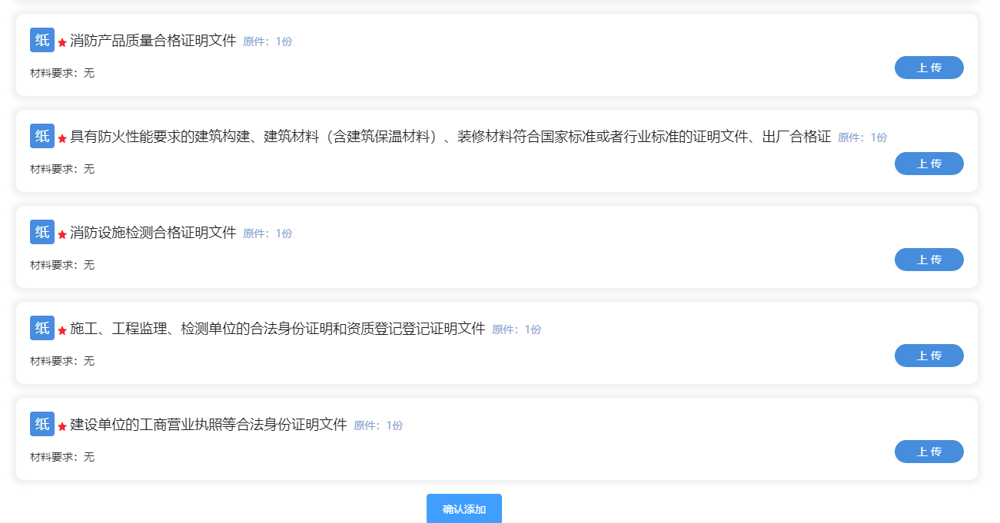 纸 消防产品质量合格证明文件 原件：1份
材料要求：无
上 传
纸 具有防火性能要求的建筑构建、建筑材料（含建筑保温材料）、装修材料符合国家标准或者行业标准的证明文件、出厂合格证 原件：1份
材料要求：无
上 传
纸 消防设施检测合格证明文件 原件：1份
材料要求：无
上 传
纸 施工、工程监理、检测单位的合法身份证明和资质登记登记证明文件 原件：1份
材料要求：无
上 传
纸 建设单位的工商营业执照等合法身份证明文件 原件：1份
材料要求：无
上 传
确认添加